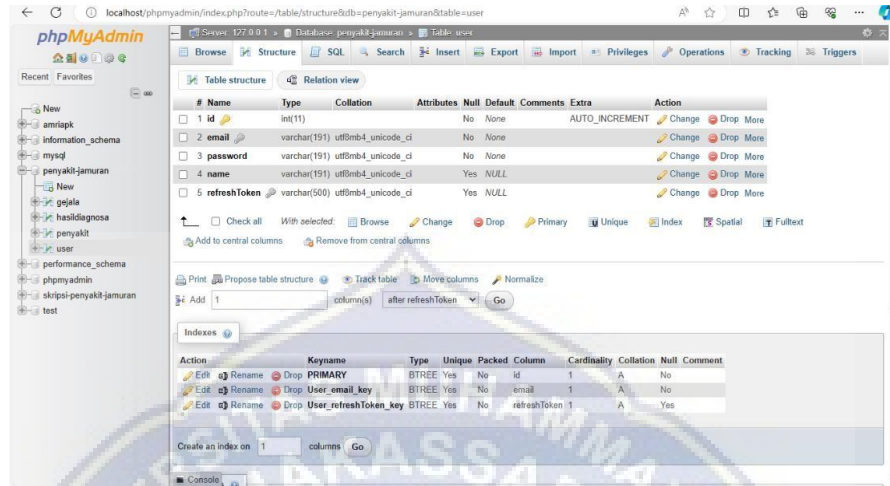 localhost/phpmyadmin/index.php?route=/table/structure&db=penyakit-jamuran&table=user
phpMyAdmin
Recent Favorites
New
amriapk
information_schema
mysql
penyakit-jamuran
New
gejala
hasildiagnosa
penyakit
user
performance_schema
phpmyadmin
skripsi-penyakit-jamuran
test
Server: 127.0.0.1 » Database: penyakit-jamuran » Table: user
Browse Structure SQL Search Insert Export Import Privileges Operations Tracking Triggers
Table structure Relation view
# Name Type Collation Attributes Null Default Comments Extra Action
1 id int(11) No None AUTO_INCREMENT Change Drop More
2 email varchar(191) utf8mb4_unicode_ci No None Change Drop More
3 password varchar(191) utf8mb4_unicode_ci No None Change Drop More
4 name varchar(191) utf8mb4_unicode_ci Yes NULL Change Drop More
5 refreshToken varchar(500) utf8mb4_unicode_ci Yes NULL Change Drop More
Check all With selected: Browse Change Drop Primary Unique Index Spatial Fulltext
Add to central columns Remove from central columns
Print Propose table structure Track table Move columns Normalize
Add 1 column(s) after refreshToken Go
Indexes
Action Keyname Type Unique Packed Column Cardinality Collation Null Comment
Edit Rename Drop PRIMARY BTREE Yes No id 1 A No
Edit Rename Drop User_email_key BTREE Yes No email 1 A No
Edit Rename Drop User_refreshToken_key BTREE Yes No refreshToken 1 A Yes
Create an index on 1 columns Go
Console